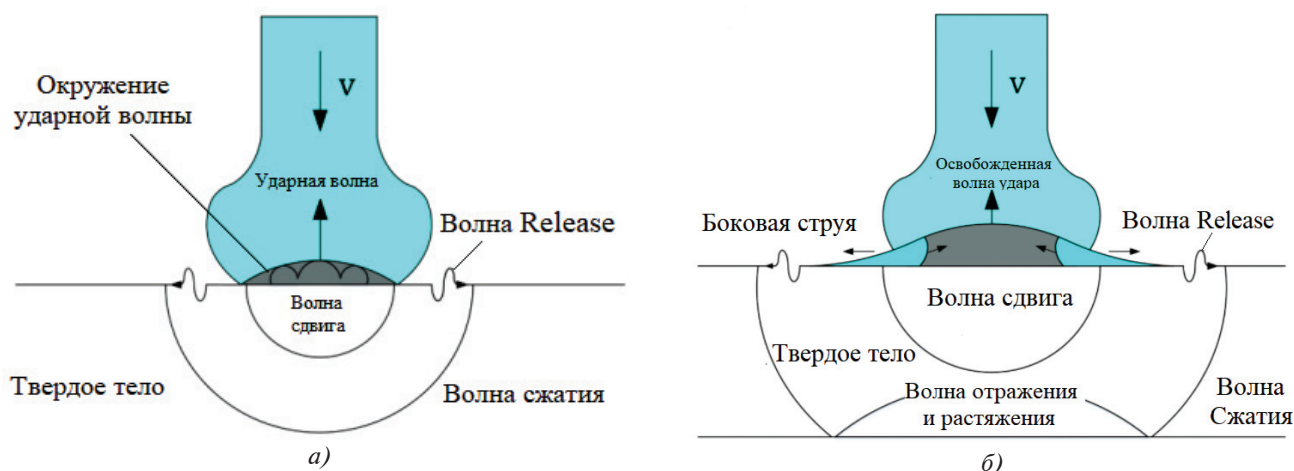 V
Окружение
ударной волны
Ударная волна
Волна Release
Волна
сдвига
Твердое тело
Волна сжатия
а)
V
Освобожденная
волна удара
Боковая струя
Волна Release
Волна сдвига
Твердое тело
Волна отражения
и растяжения
Волна
Сжатия
б)